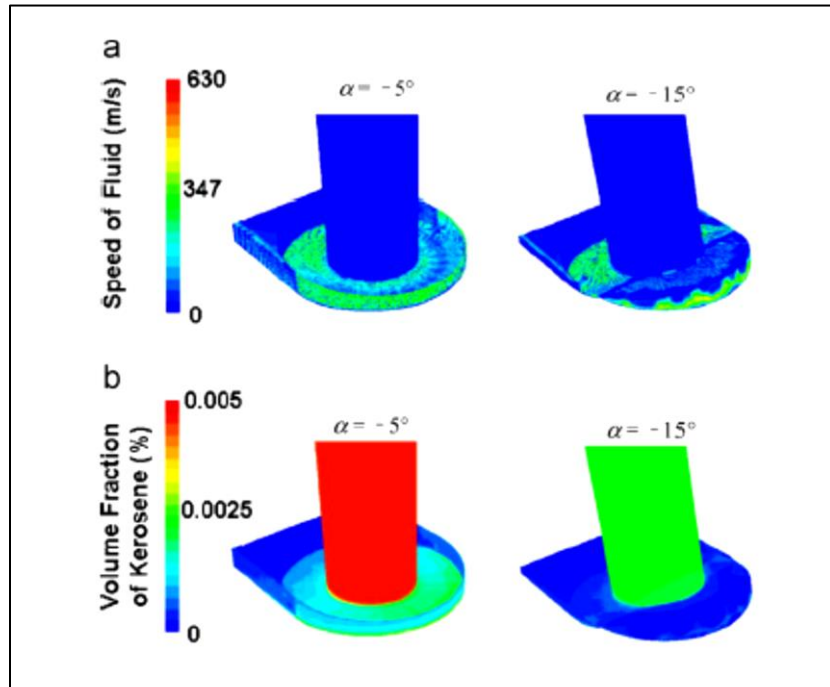 a
Speed of Fluid (m/s)
630
347
0
α = - 5°
α = - 15°
b
Volume Fraction
of Kerosene (%)
0.005
0.0025
0
α = - 5°
α = - 15°